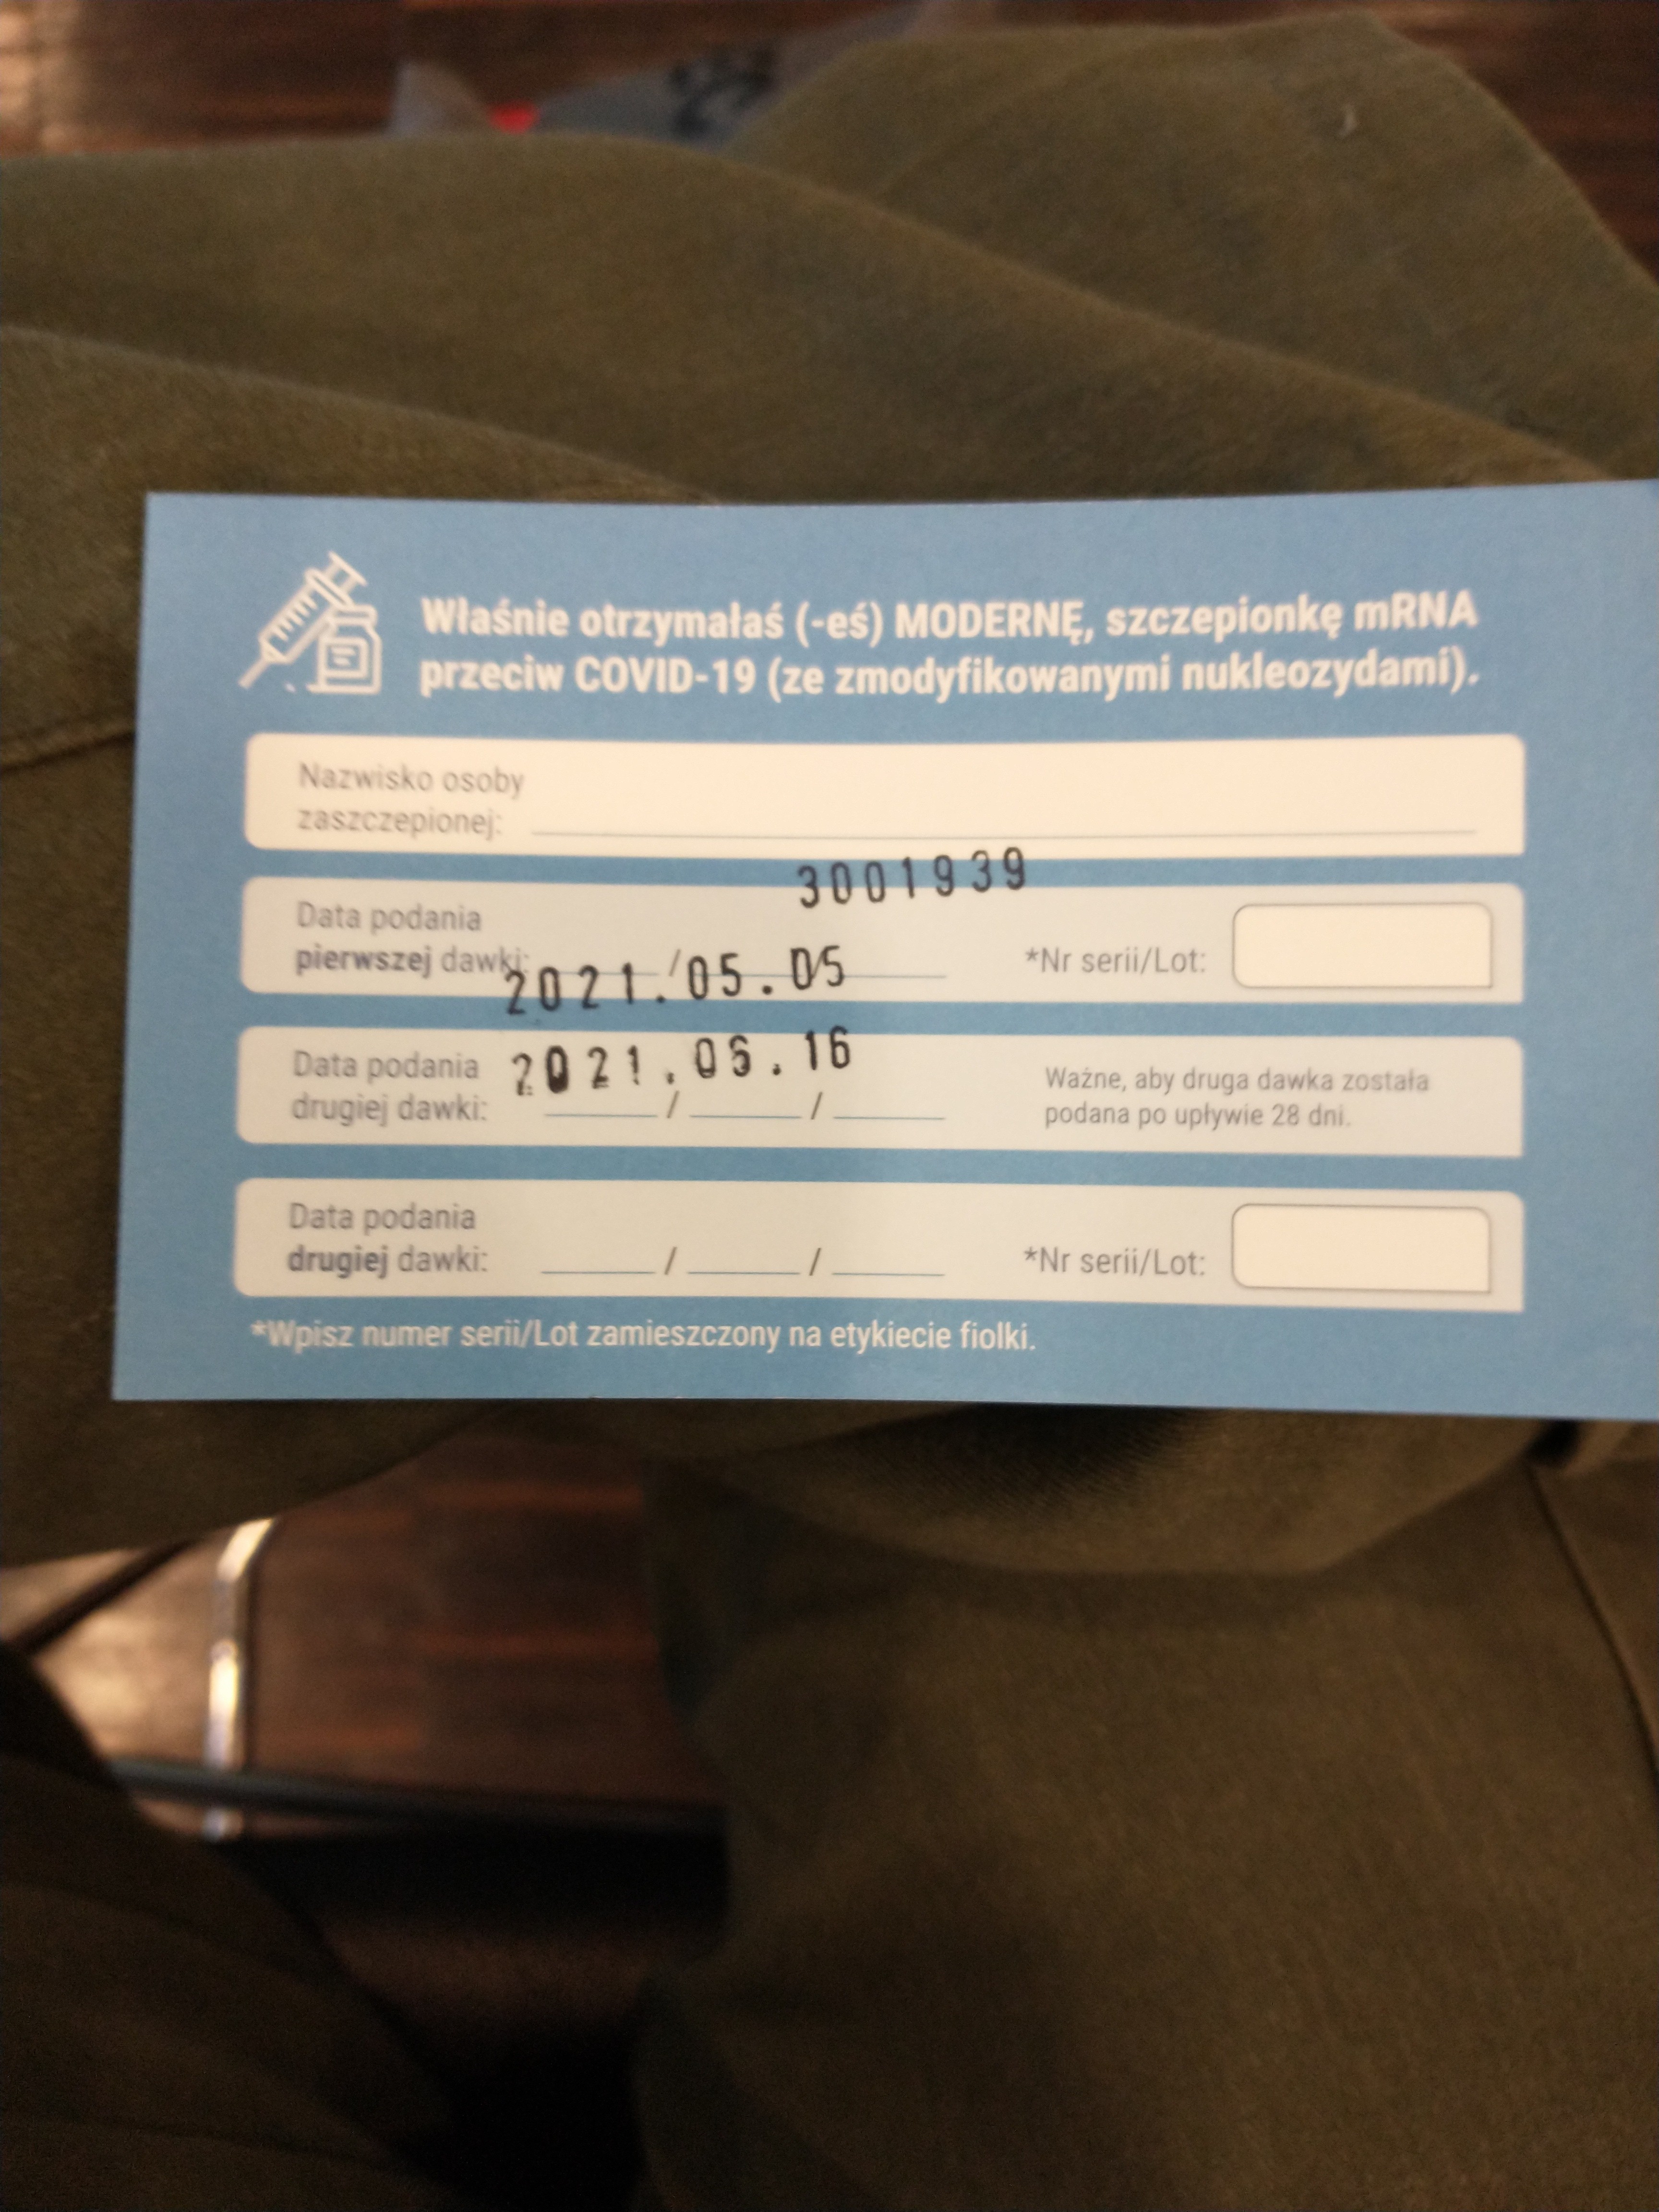 Właśnie otrzymałaś (-eś) MODERNĘ, szczepionkę mRNA
przeciw COVID-19 (ze zmodyfikowanymi nukleozydami).
Nazwisko osoby
zaszczepionej:
3001939
Data podania
pierwszej dawki: / *Nr serii/Lot:
2021.05.05
Data podania
2021.06.16
drugiej dawki: / /
Ważne, aby druga dawka została
podana po upływie 28 dni.
Data podania
drugiej dawki: / / *Nr serii/Lot:
*Wpisz numer serii/Lot zamieszczony na etykiecie fiolki.